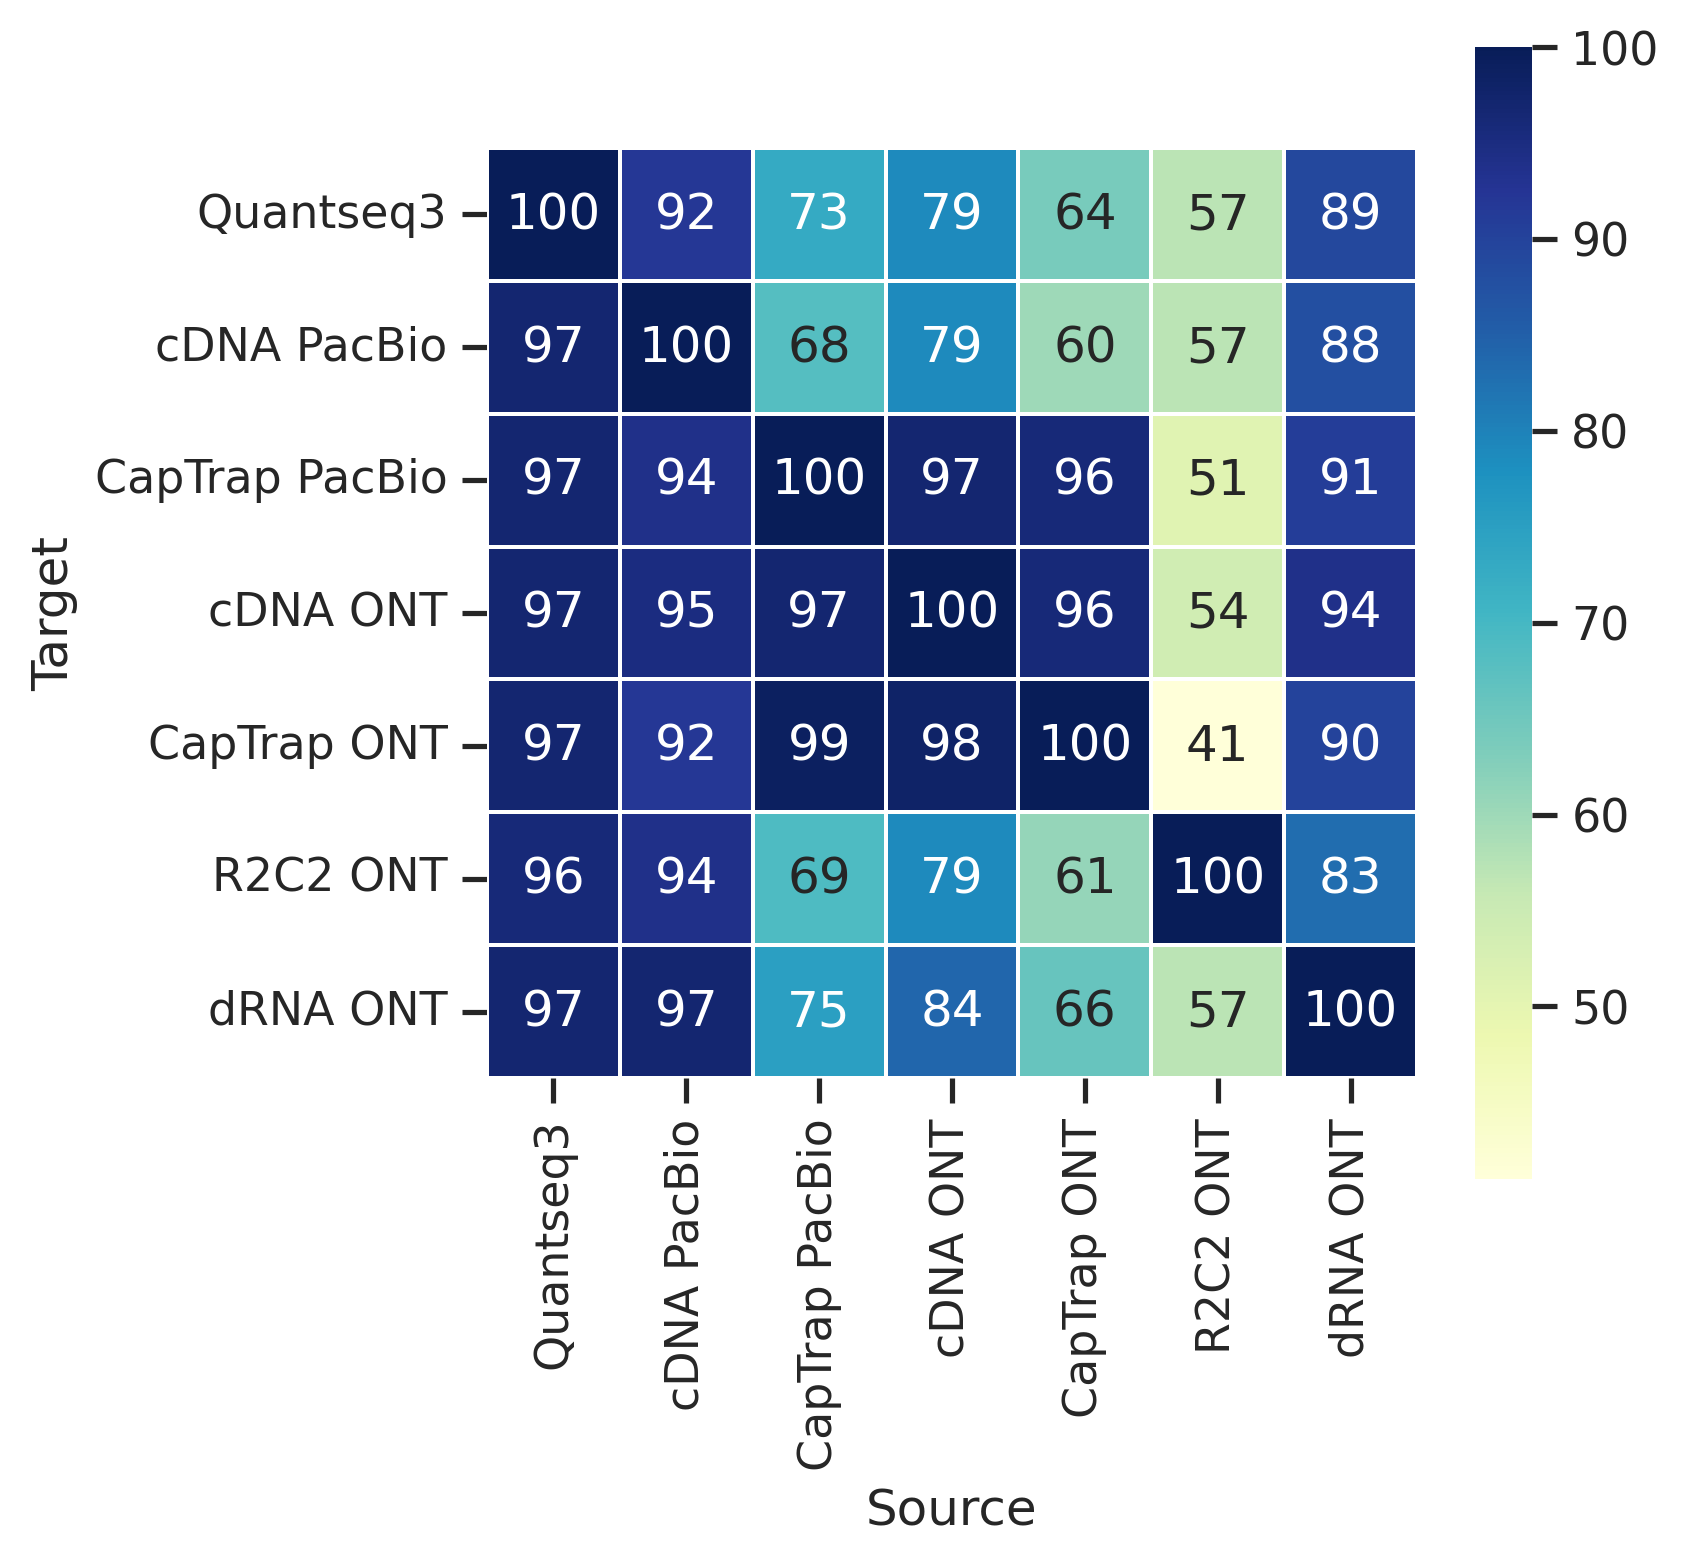 100
Quantseq3 100 92 73 79 64 57 89
90
cDNA PacBio 97 100 68 79 60 57 88
80
CapTrap PacBio 97 94 100 97 96 51 91
Target
cDNA ONT 97 95 97 100 96 54 94
70
CapTrap ONT 97 92 99 98 100 41 90
60
R2C2 ONT 96 94 69 79 61 100 83
50
dRNA ONT 97 97 75 84 66 57 100
Quantseq3
cDNA PacBio
CapTrap PacBio
cDNA ONT
CapTrap ONT
R2C2 ONT
dRNA ONT
Source